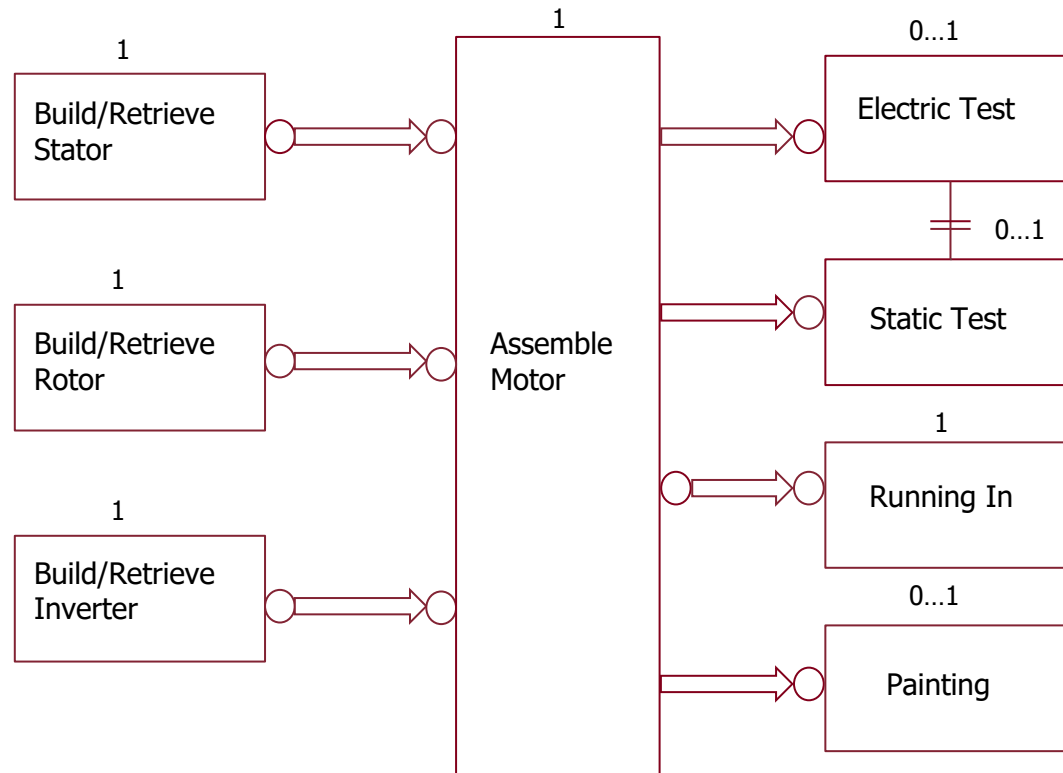 1
Build/Retrieve
Stator
1
Build/Retrieve
Rotor
1
Build/Retrieve
Inverter
1
Assemble
Motor
0...1
Electric Test
0...1
Static Test
1
Running In
0...1
Painting